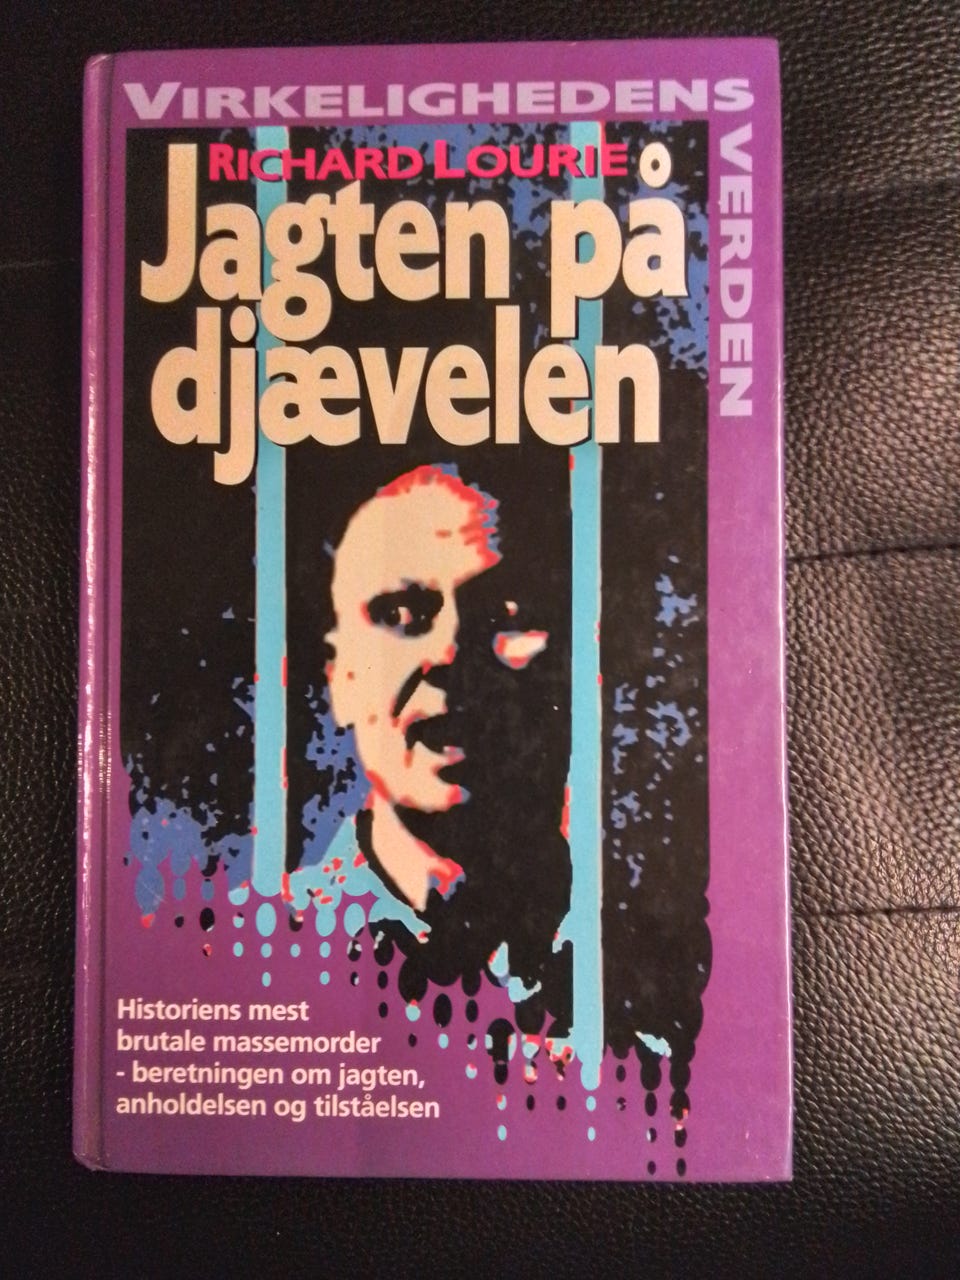 VIRKELIGHEDENS
VERDEN
RICHARD LOURIE
Jagten på
djævelen
Historiens mest
brutale massemorder
- beretningen om jagten,
anholdelsen og tilståelsen